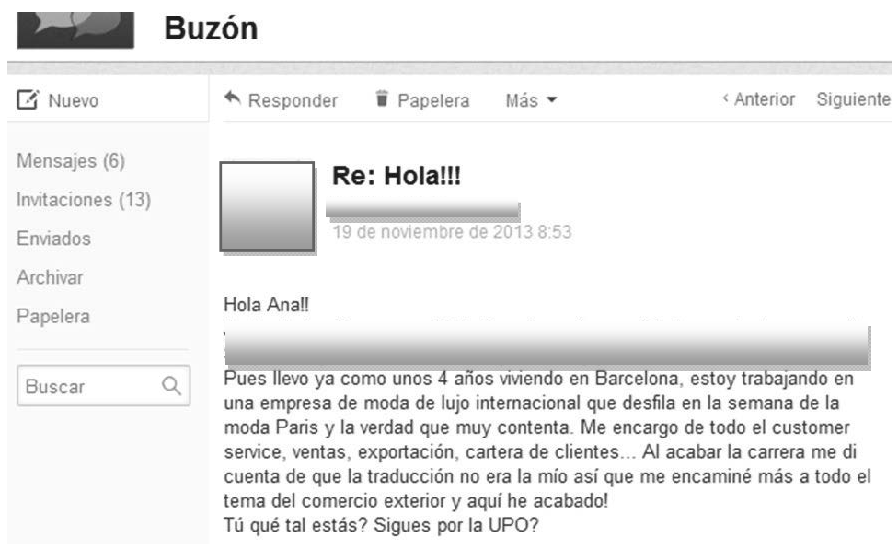 Buzón
Nuevo
Responder Papelera Más < Anterior Siguiente
Mensajes (6)
Invitaciones (13)
Enviados
Archivar
Papelera
Buscar
Re: Hola!!!
19 de noviembre de 2013 8:53
Hola Ana!!
Pues llevo ya como unos 4 años viviendo en Barcelona, estoy trabajando en
una empresa de moda de lujo internacional que desfila en la semana de la
moda Paris y la verdad que muy contenta. Me encargo de todo el customer
service, ventas, exportación, cartera de clientes... Al acabar la carrera me di
cuenta de que la traducción no era la mío así que me encaminé más a todo el
tema del comercio exterior y aquí he acabado!
Tú qué tal estás? Sigues por la UPO?